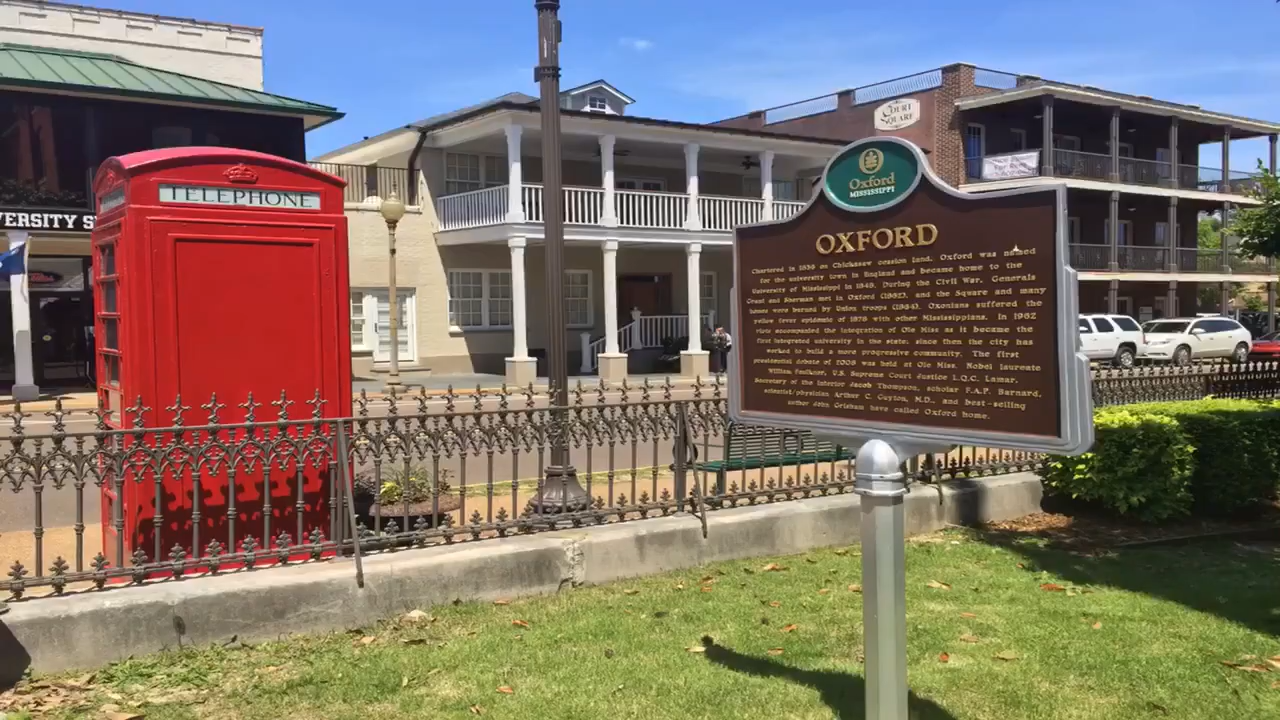 TELEPHONE
VERSITY S
COURT
SQUARE
Oxford
MISSISSIPPI
OXFORD
Chartered in 1836 on Chickasaw cession land, Oxford was named
for the university town in England and became home to the
University of Mississippi in 1848. During the Civil War, Generals
Grant and Sherman met in Oxford (1862), and the Square and many
homes were burned by Union troops (1864). Oxonians suffered the
yellow fever epidemic of 1878 with other Mississippians. In 1962
riots accompanied the integration of Ole Miss as it became the
first integrated university in the state; since then the city has
worked to build a more progressive community. The first
presidential debate of 2008 was held at Ole Miss. Nobel laureate
William Faulkner, U.S. Supreme Court Justice L.Q.C. Lamar,
Secretary of the Interior Jacob Thompson, scholar F.A.P. Barnard,
scientist/physician Arthur C. Guyton, M.D., and best-selling
author John Grisham have called Oxford home.